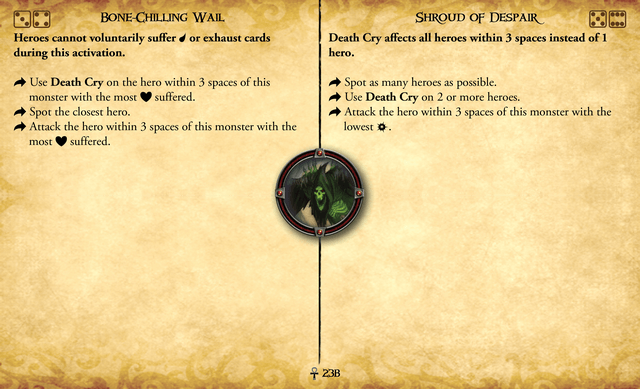 Bone-Chilling Wail
Heroes cannot voluntarily suffer or exhaust cards
during this activation.
Use Death Cry on the hero within 3 spaces of this
monster with the most suffered.
Spot the closest hero.
Attack the hero within 3 spaces of this monster with the
most suffered.
Shroud of Despair
Death Cry affects all heroes within 3 spaces instead of 1
hero.
Spot as many heroes as possible.
Use Death Cry on 2 or more heroes.
Attack the hero within 3 spaces of this monster with the
lowest .
23B